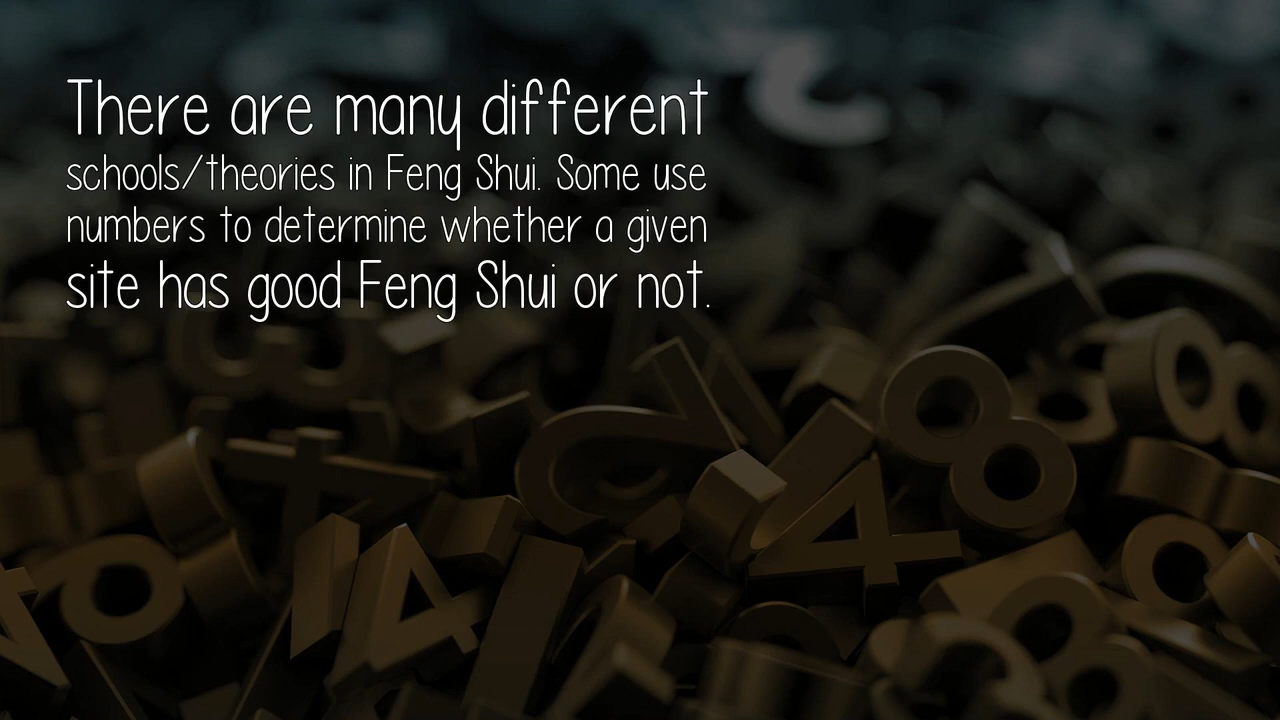 There are many different
schools/theories in Feng Shui. Some use
numbers to determine whether a given
site has good Feng Shui or not.